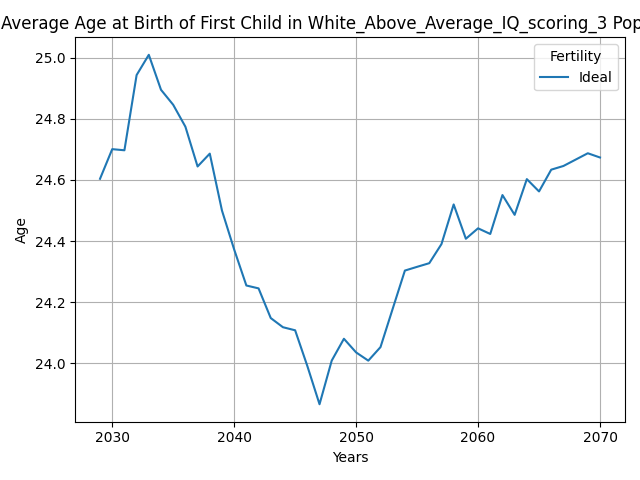 Average Age at Birth of First Child in White_Above_Average_IQ_scoring_3 Pop
Fertility
Ideal
25.0
24.8
24.6
24.4
24.2
24.0
Age
2030 2040 2050 2060 2070
Years